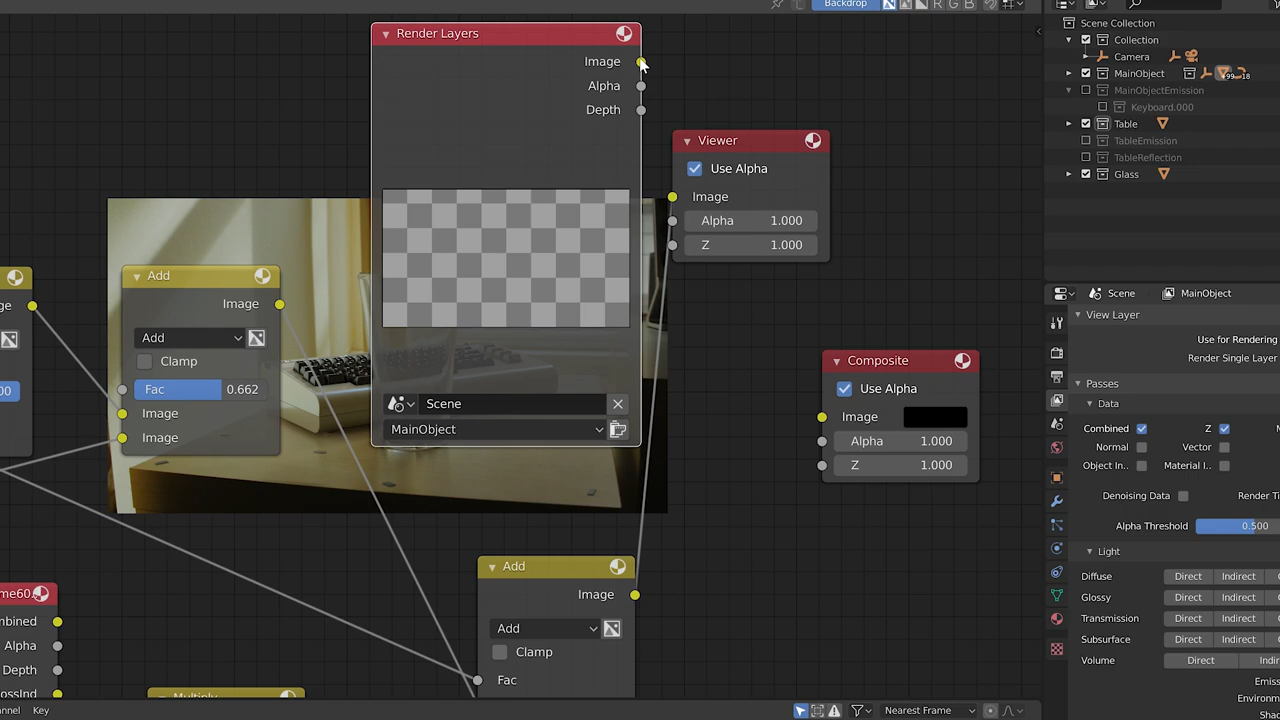 Backdrop
R
G
B
Render Layers
Image
Alpha
Depth
Scene
MainObject
Viewer
Use Alpha
Image
Alpha 1.000
Z 1.000
Add
Image
Add
Clamp
Fac 0.662
Image
Image
Composite
Use Alpha
Image
Alpha 1.000
Z 1.000
Add
Image
Add
Clamp
Fac
Alpha
Depth
Multiply
Key
Nearest Frame
Scene Collection
Collection
Camera
MainObject
MainObjectEmission
Keyboard.000
Table
TableEmission
TableReflection
Glass
Scene
MainObject
View Layer
Use for Rendering
Render Single Layer
Passes
Data
Combined
Z
Normal
Vector
Object In..
Material I..
Denoising Data
Alpha Threshold 0.500
Light
Diffuse Direct Indirect
Glossy Direct Indirect
Transmission Direct Indirect
Subsurface Direct Indirect
Volume Direct